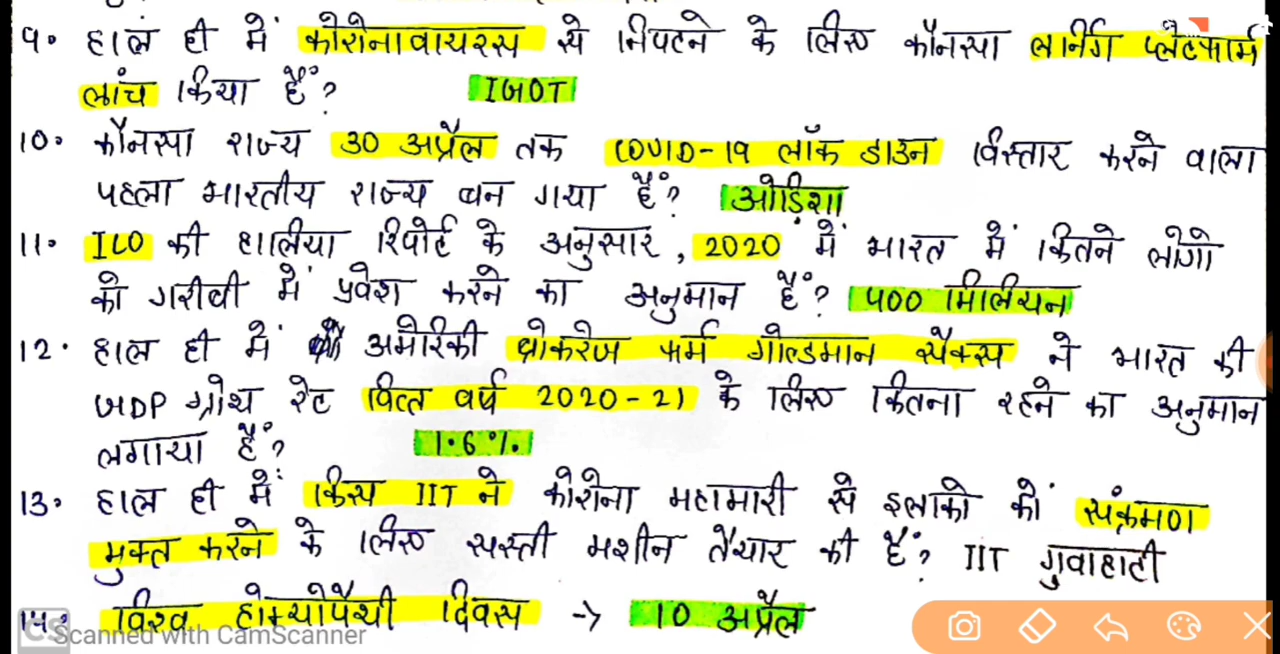 9. हाल ही में कोरोनावायरस से निपटने के लिए कौनसा लर्निंग प्लेटफार्म
लांच किया है? IGOT
10. कौनसा राज्य 30 अप्रैल तक COVID-19 लॉक डाउन विस्तार करने वाला
पहला भारतीय राज्य बन गया है? ओड़िशा
11. ILO की हालिया रिपोर्ट के अनुसार, 2020 में भारत में कितने लोगो
को गरीबी में प्रवेश करने का अनुमान है? 400 मिलियन
12. हाल ही में अमेरिकी ब्रोकरेज फर्म गोल्डमान सैक्स ने भारत की
GDP ग्रोथ रेट वित्त वर्ष 2020-21 के लिए कितना रहने का अनुमान
लगाया है? 1.6%
13. हाल ही में किस IIT ने कोरोना महामारी से इलाको को संक्रमण
मुक्त करने के लिए सस्ती मशीन तैयार की है? IIT गुवाहाटी
14. विश्व होम्योपैथी दिवस -> 10 अप्रैल
CS Scanned with CamScanner